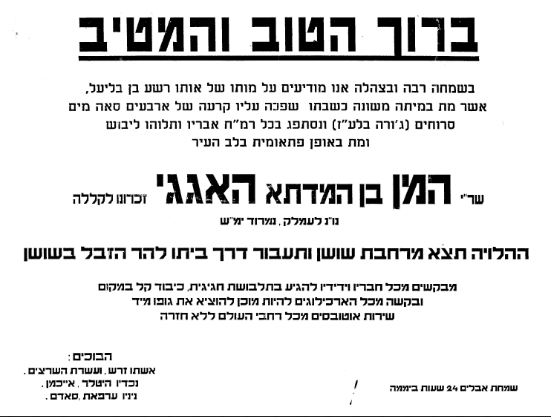 ברוך הטוב והמטיב
בשמחה רבה ובצהלה אנו מודיעים על מותו של אותו רשע בן בליעל,
אשר מת במיתה משונה כשבתו שפכה עליו קרעה של ארבעים סאה מים
סרוחים (ג'ורה בלע"ז) ונסתפג בכל רמ"ח אבריו ותלוהו ליבוש
ומת באופן פתאומית בלב העיר
שר"י המן בן המדתא האגגי זכרונו לקללה
נו"נ לעמלק, נמרוד ימ"ש
ההלויה תצא מרחבת שושן ותעבור דרך ביתו להר הזבל בשושן
מבקשים מכל חבריו וידידיו להגיע בתלבושת חגיגית, כיבוד קל במקום
ובקשה מכל הארכילוגים להיות מוכן להוציא את גופו מיד
שירות אוטובסים מכל רחבי העולם ללא חזרה
הבוכים:
אשתו זרש, ועשרת השרצים.
נכדיו היטלר, אייכמן.
ניניו ערפאת, סאדם.
שמחת אבלים 24 שעות ביממה